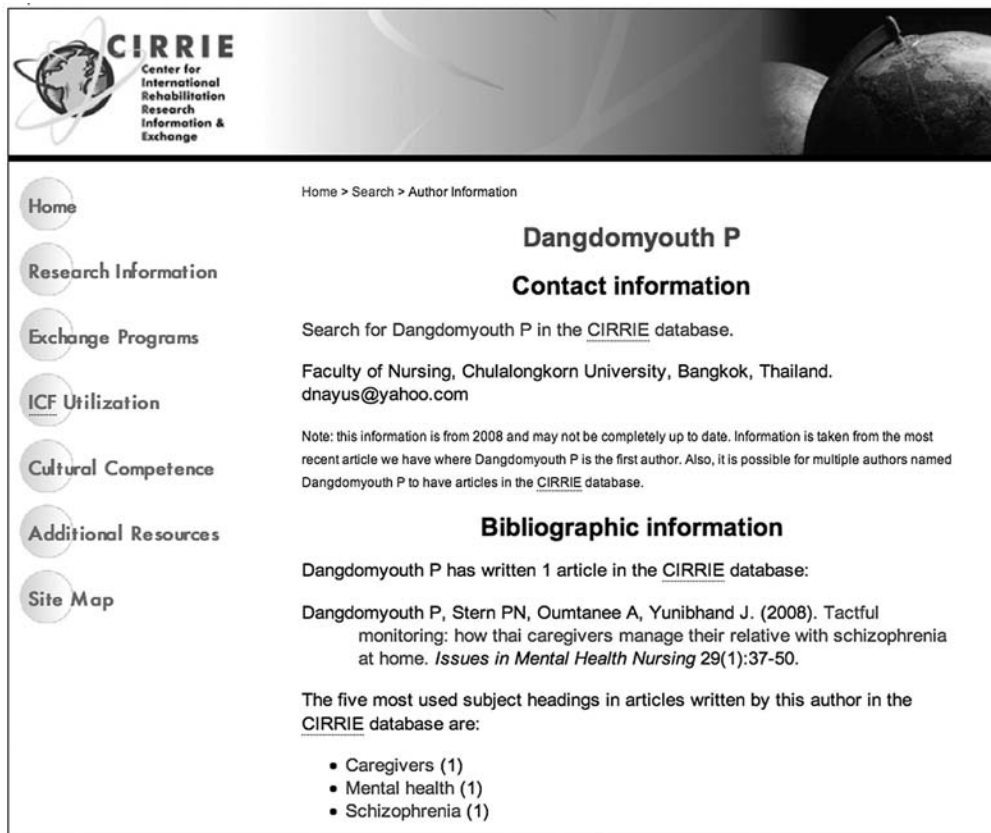 CIRRIE
Center for
International
Rehabilitation
Research
Information &
Exchange
Home
Research Information
Exchange Programs
ICF Utilization
Cultural Competence
Additional Resources
Site Map
Home > Search > Author Information
Dangdomyouth P
Contact information
Search for Dangdomyouth P in the CIRRIE database.
Faculty of Nursing, Chulalongkorn University, Bangkok, Thailand.
dnayus@yahoo.com
Note: this information is from 2008 and may not be completely up to date. Information is taken from the most
recent article we have where Dangdomyouth P is the first author. Also, it is possible for multiple authors named
Dangdomyouth P to have articles in the CIRRIE database.
Bibliographic information
Dangdomyouth P has written 1 article in the CIRRIE database:
Dangdomyouth P, Stern PN, Oumtanee A, Yunibhand J. (2008). Tactful
monitoring: how thai caregivers manage their relative with schizophrenia
at home. Issues in Mental Health Nursing 29(1):37-50.
The five most used subject headings in articles written by this author in the
CIRRIE database are:
• Caregivers (1)
• Mental health (1)
• Schizophrenia (1)